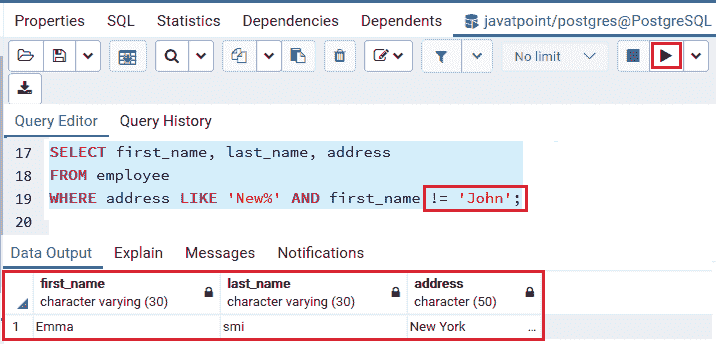 Properties SQL Statistics Dependencies Dependents javatpoint/postgres@PostgreSQL
No limit
Query Editor Query History
17 SELECT first_name, last_name, address
18 FROM employee
19 WHERE address LIKE 'New%' AND first_name != 'John';
20
Data Output Explain Messages Notifications
first_name last_name address
character varying (30) character varying (30) character (50)
1 Emma smi New York ...